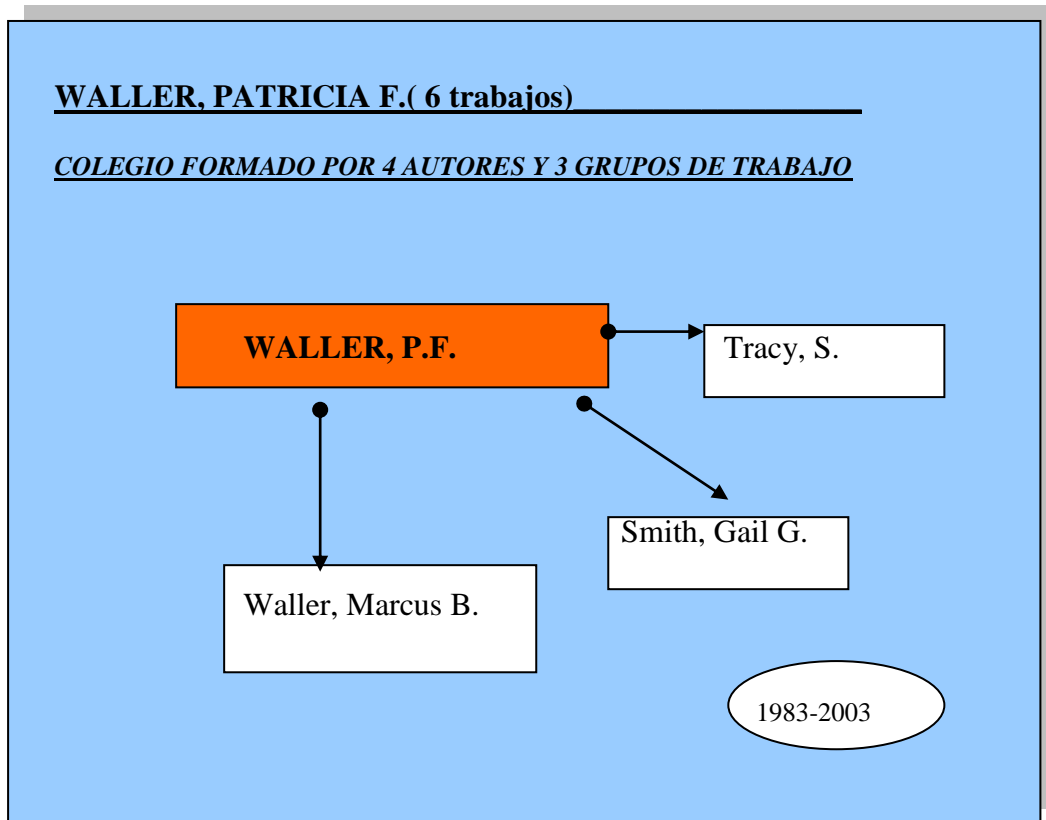 WALLER, PATRICIA F.( 6 trabajos)
COLEGIO FORMADO POR 4 AUTORES Y 3 GRUPOS DE TRABAJO
WALLER, P.F.
Tracy, S.
Smith, Gail G.
Waller, Marcus B.
1983-2003